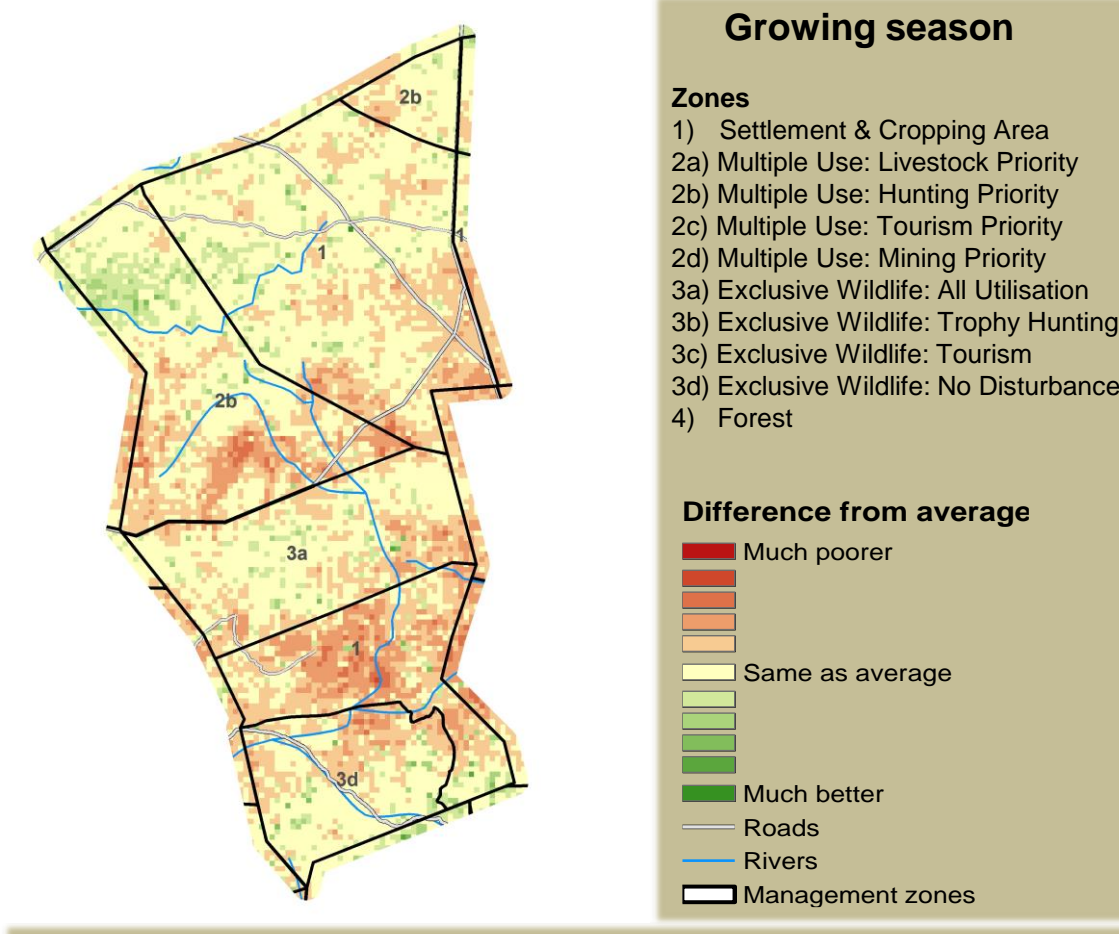 Growing season
Zones
1) Settlement & Cropping Area
2a) Multiple Use: Livestock Priority
2b) Multiple Use: Hunting Priority
2c) Multiple Use: Tourism Priority
2d) Multiple Use: Mining Priority
3a) Exclusive Wildlife: All Utilisation
3b) Exclusive Wildlife: Trophy Hunting
3c) Exclusive Wildlife: Tourism
3d) Exclusive Wildlife: No Disturbance
4) Forest
Difference from average
Much poorer
Same as average
Much better
Roads
Rivers
Management zones
2b
1
1
2b
3a
1
3d